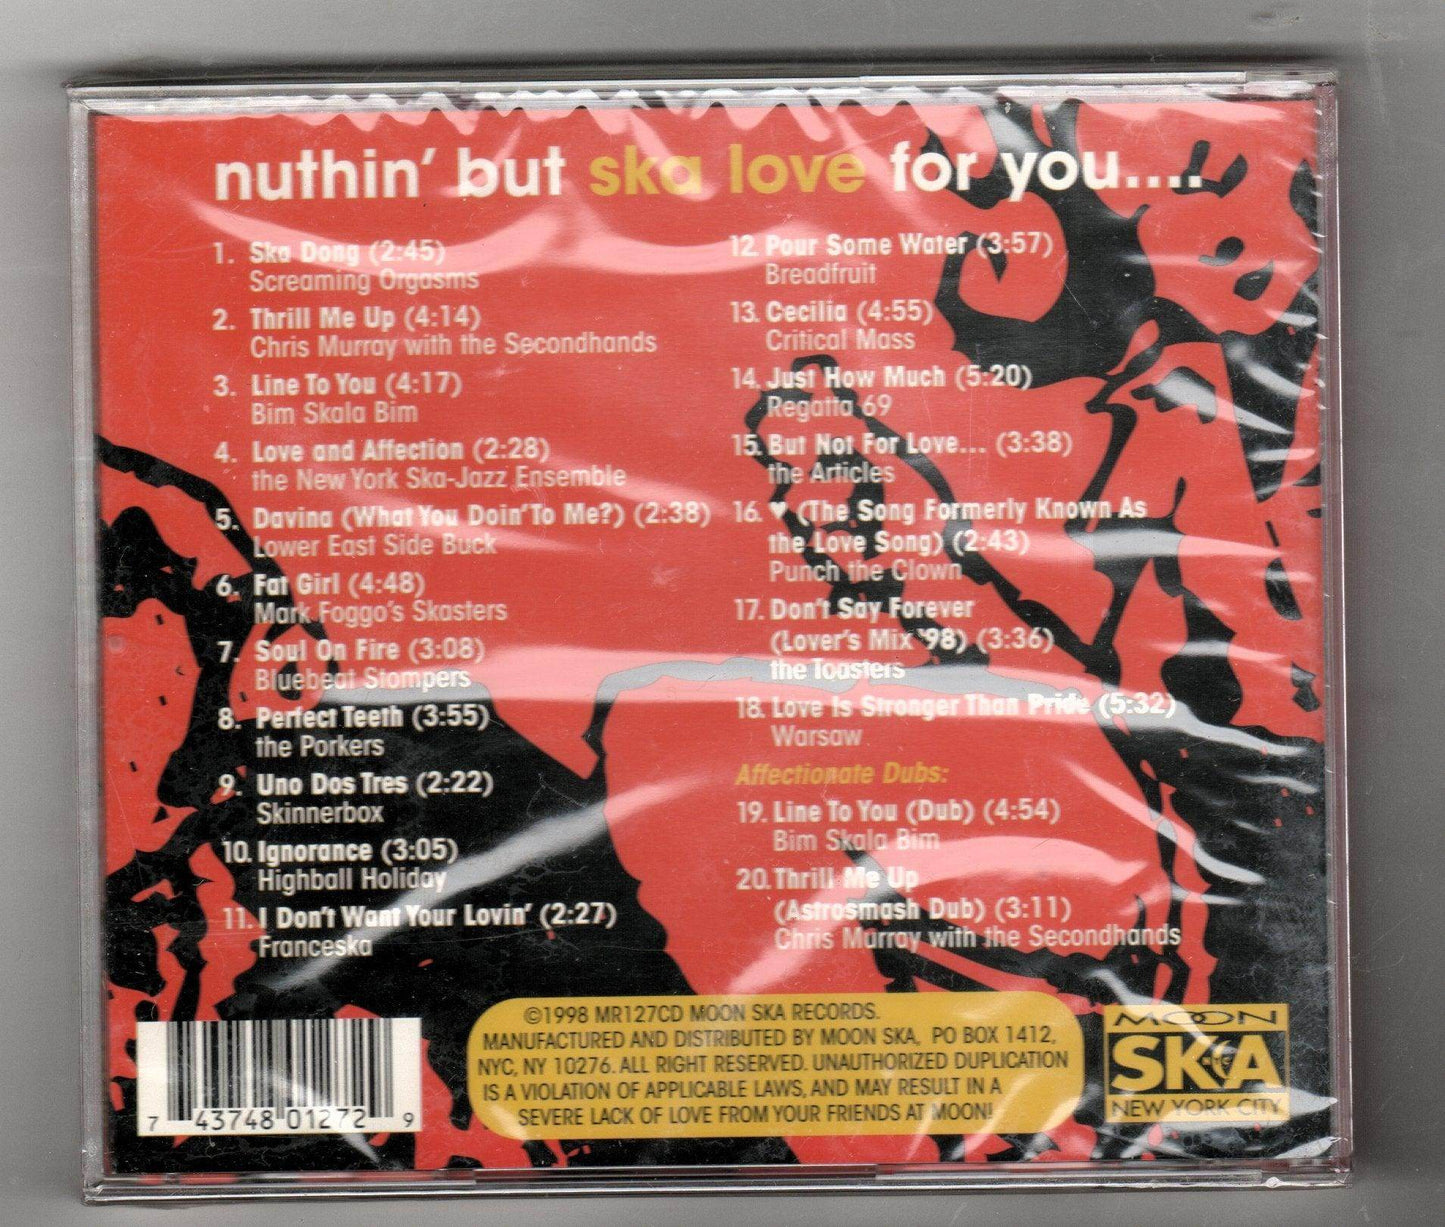 nuthin' but ska love for you....
1. Ska Dong (2:45)
Screaming Orgasms
2. Thrill Me Up (4:14)
Chris Murray with the Secondhands
3. Line To You (4:17)
Bim Skala Bim
4. Love and Affection (2:28)
the New York Ska-Jazz Ensemble
5. Davina (What You Doin' To Me?) (2:38)
Lower East Side Buck
6. Fat Girl (4:48)
Mark Foggo's Skasters
7. Soul On Fire (3:08)
Bluebeat Stompers
8. Perfect Teeth (3:55)
the Porkers
9. Uno Dos Tres (2:22)
Skinnerbox
10. Ignorance (3:05)
Highball Holiday
11. I Don't Want Your Lovin' (2:27)
Franceska
12. Pour Some Water (3:57)
Breadfruit
13. Cecilia (4:55)
Critical Mass
14. Just How Much (5:20)
Regatta 69
15. But Not For Love... (3:38)
the Articles
16. ♥ (The Song Formerly Known As
the Love Song) (2:43)
Punch the Clown
17. Don't Say Forever
(Lover's Mix '98) (3:36)
the Toasters
18. Love Is Stronger Than Pride (5:32)
Warsaw
Affectionate Dubs:
19. Line To You (Dub) (4:54)
Bim Skala Bim
20. Thrill Me Up
(Astrosmash Dub) (3:11)
Chris Murray with the Secondhands
7 43748 01272 9
©1998 MR127CD MOON SKA RECORDS.
MANUFACTURED AND DISTRIBUTED BY MOON SKA, PO BOX 1412,
NYC, NY 10276. ALL RIGHT RESERVED. UNAUTHORIZED DUPLICATION
IS A VIOLATION OF APPLICABLE LAWS, AND MAY RESULT IN A
SEVERE LACK OF LOVE FROM YOUR FRIENDS AT MOON!
MOON
SKA
NEW YORK CITY